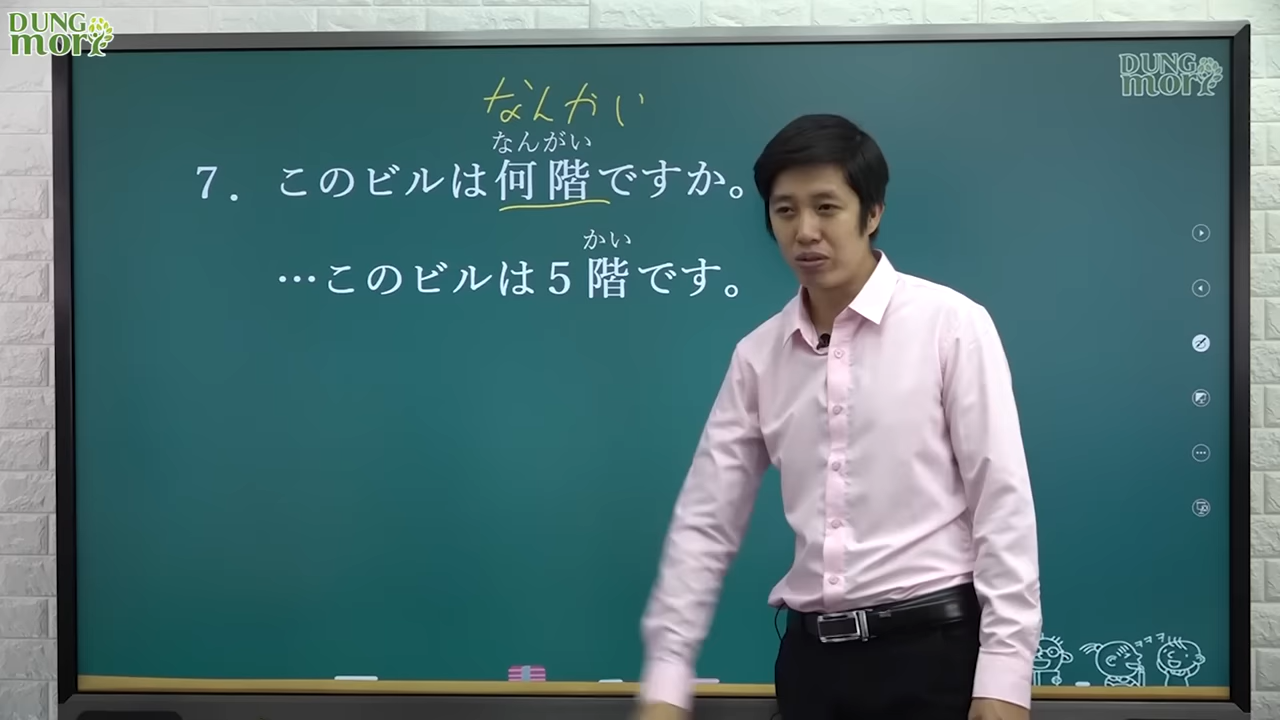 DUNG
mori
DUNG
mori
なんかい
なんがい
7. このビルは何階ですか。
かい
…このビルは5階です。